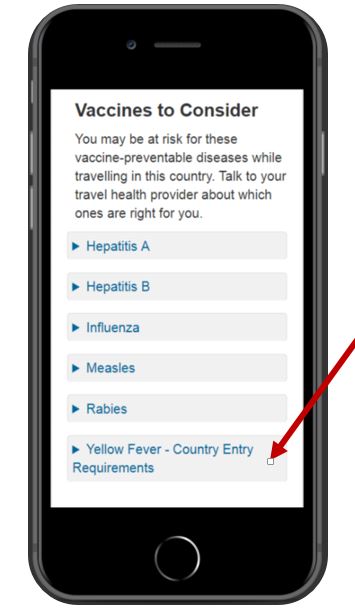 Vaccines to Consider
You may be at risk for these
vaccine-preventable diseases while
travelling in this country. Talk to your
travel health provider about which
ones are right for you.
Hepatitis A
Hepatitis B
Influenza
Measles
Rabies
Yellow Fever - Country Entry
Requirements